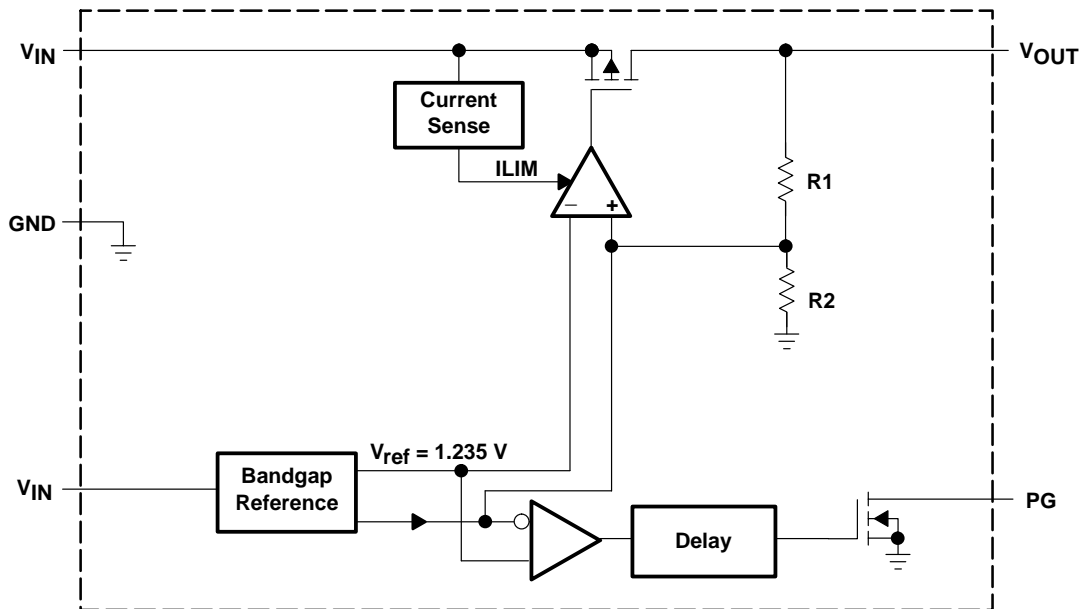 VIN
VOUT
Current
Sense
ILIM
R1
− +
GND
R2
Vref = 1.235 V
Bandgap
Reference
VIN
PG
Delay